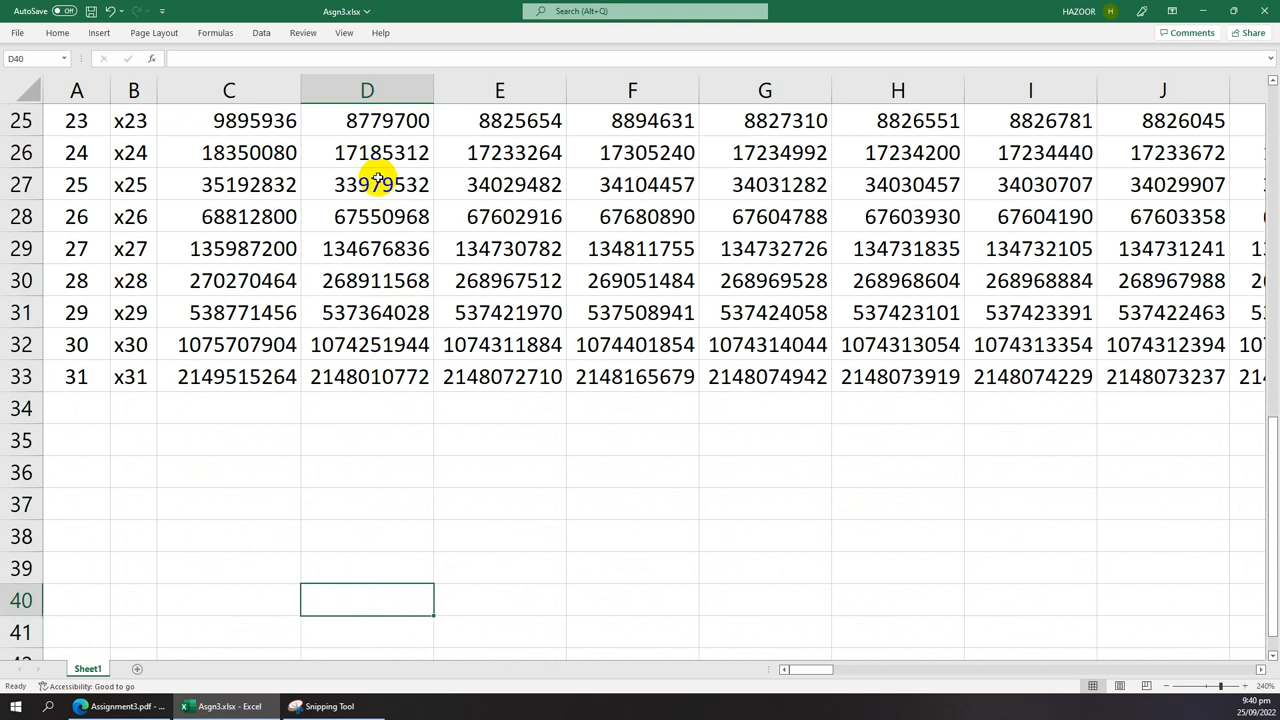 AutoSave Off Asgn3.xlsx Search (Alt+Q) HAZOOR H
File Home Insert Page Layout Formulas Data Review View Help Comments Share
D40 fx
A B C D E F G H I J
25 23 x23 9895936 8779700 8825654 8894631 8827310 8826551 8826781 8826045
26 24 x24 18350080 17185312 17233264 17305240 17234992 17234200 17234440 17233672
27 25 x25 35192832 33979532 34029482 34104457 34031282 34030457 34030707 34029907
28 26 x26 68812800 67550968 67602916 67680890 67604788 67603930 67604190 67603358
29 27 x27 135987200 134676836 134730782 134811755 134732726 134731835 134732105 134731241
30 28 x28 270270464 268911568 268967512 269051484 268969528 268968604 268968884 268967988
31 29 x29 538771456 537364028 537421970 537508941 537424058 537423101 537423391 537422463
32 30 x30 1075707904 1074251944 1074311884 1074401854 1074314044 1074313054 1074313354 1074312394
33 31 x31 2149515264 2148010772 2148072710 2148165679 2148074942 2148073919 2148074229 2148073237
34
35
36
37
38
39
40
41
Sheet1
Ready Accessibility: Good to go 240%
Assignment3.pdf - ... Asgn3.xlsx - Excel Snipping Tool 9:40 pm
25/09/2022